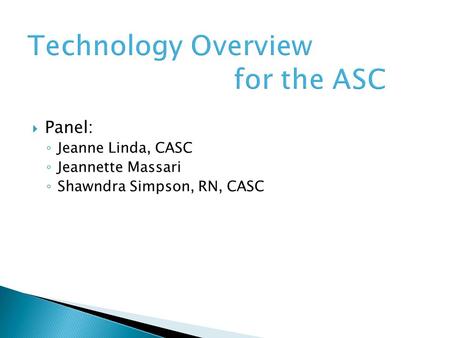 Technology Overview
for the ASC
Panel:
Jeanne Linda, CASC
Jeannette Massari
Shawndra Simpson, RN, CASC